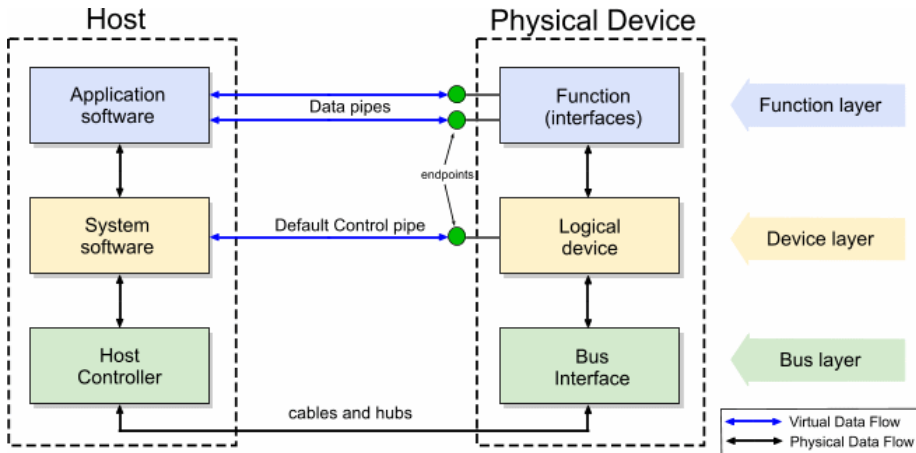 Host
Physical Device
Application
software
Data pipes
Function
(interfaces)
Function layer
endpoints
System
software
Default Control pipe
Logical
device
Device layer
Host
Controller
Bus
Interface
Bus layer
cables and hubs
Virtual Data Flow
Physical Data Flow